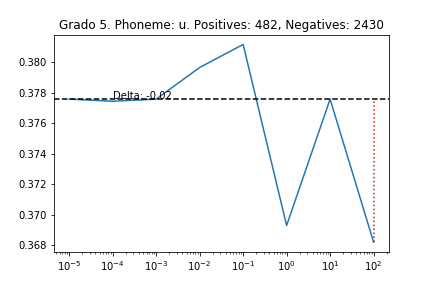 Grado 5. Phoneme: u. Positives: 482, Negatives: 2430
0.380
0.378
Delta: -0.02
0.376
0.374
0.372
0.370
0.368
10⁻⁵ 10⁻⁴ 10⁻³ 10⁻² 10⁻¹ 10⁰ 10¹ 10²